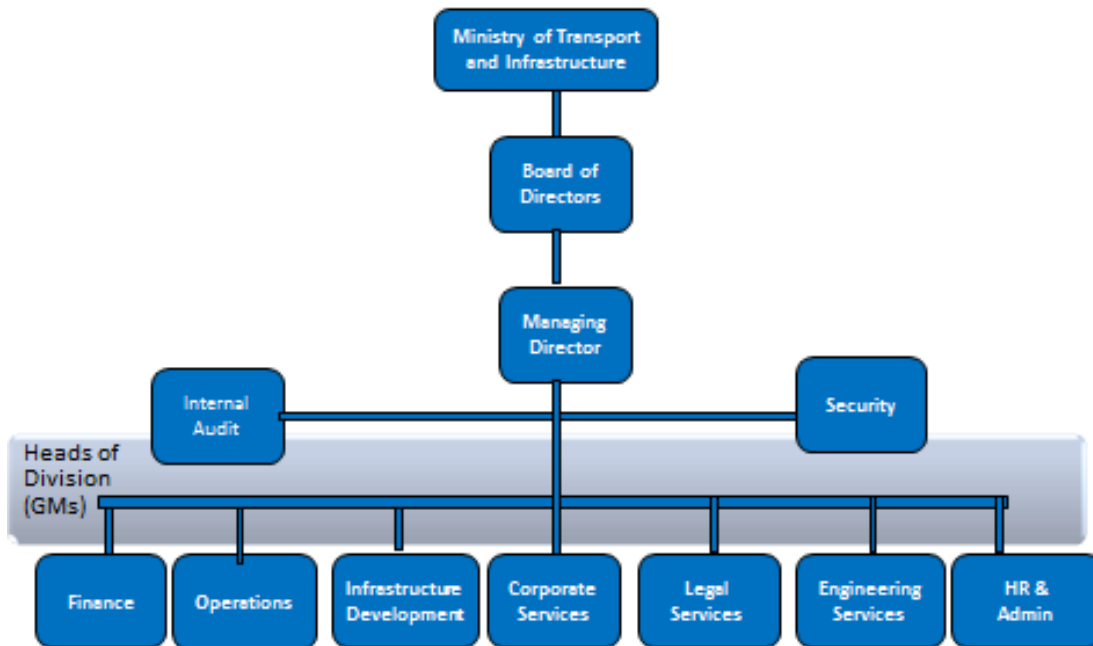 Ministry of Transport
and Infrastructure
Board of
Directors
Managing
Director
Internal
Audit
Security
Heads of
Division
(GMs)
Finance
Operations
Infrastructure
Development
Corporate
Services
Legal
Services
Engineering
Services
HR &
Admin